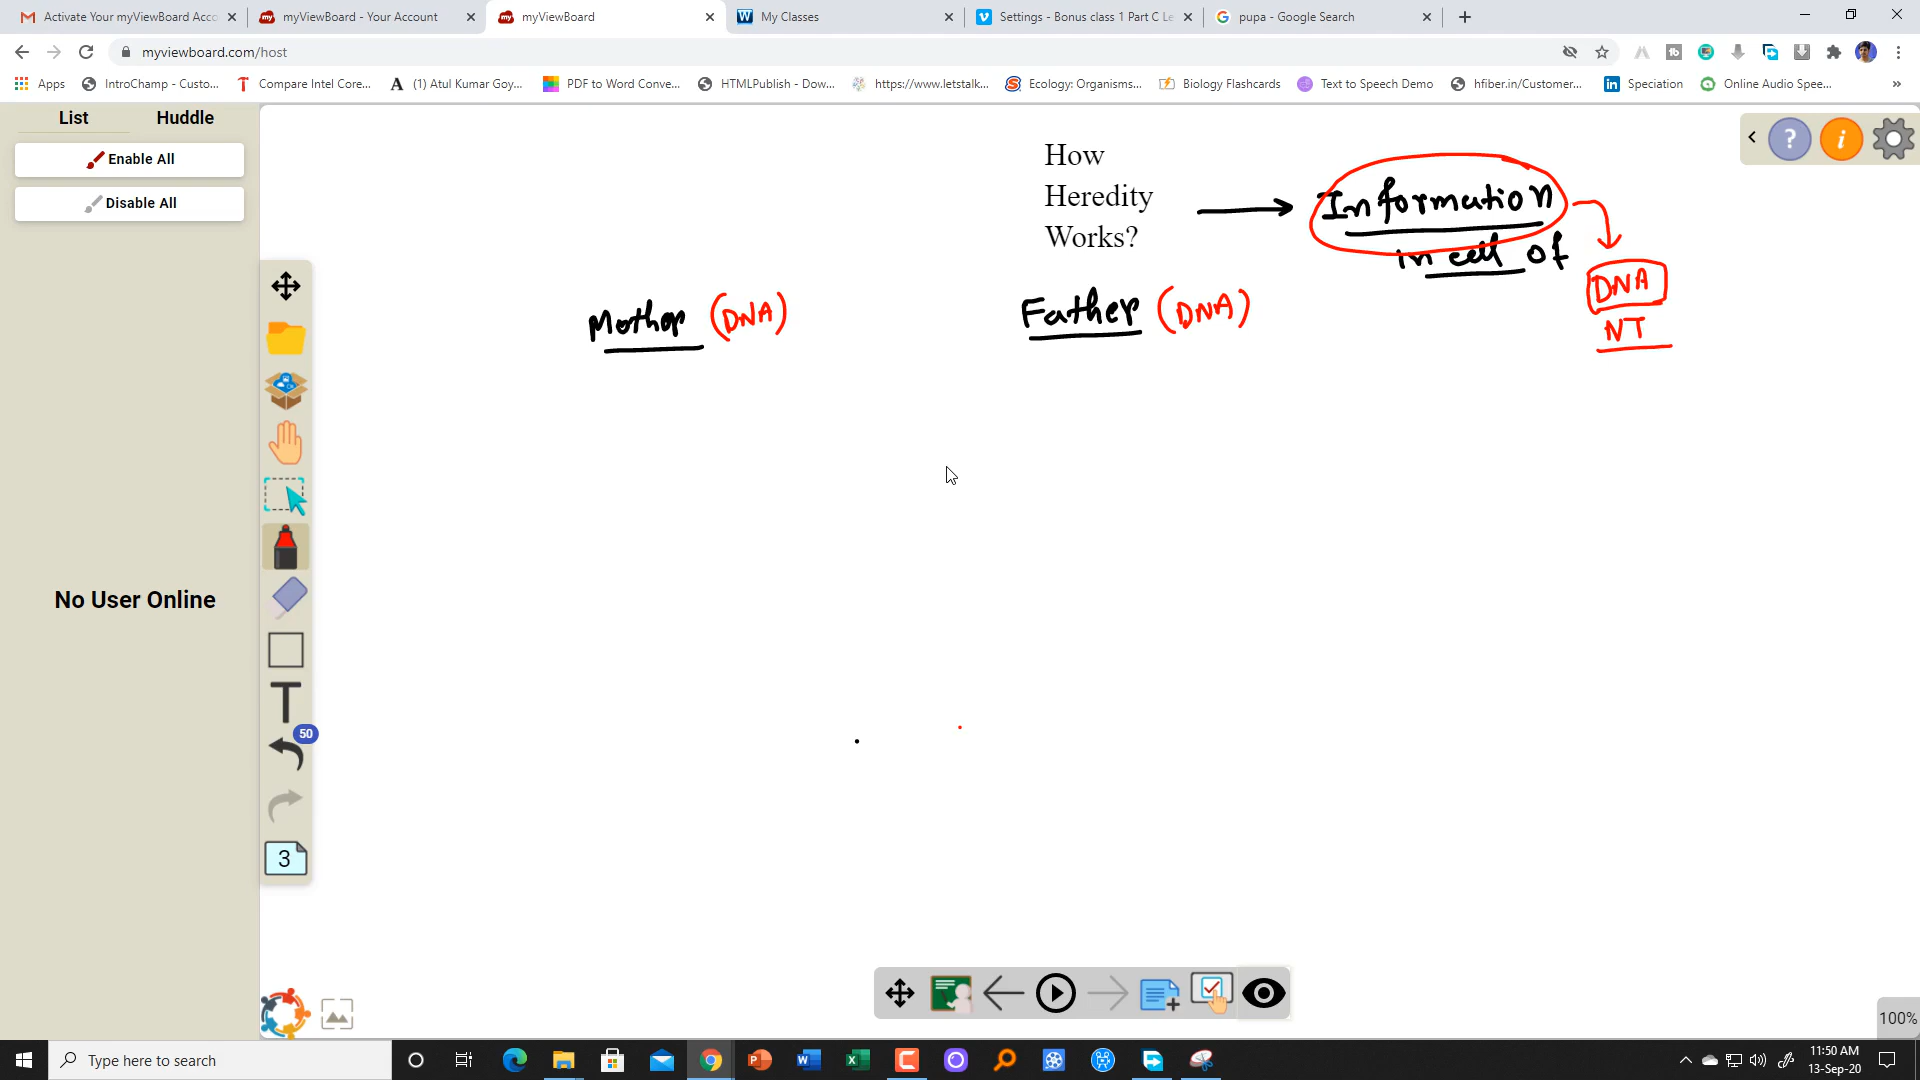 Activate Your myViewBoard Acco
myViewBoard - Your Account
myViewBoard
My Classes
Settings - Bonus class 1 Part C Le
pupa - Google Search
myviewboard.com/host
Apps
IntroChamp - Custo...
Compare Intel Core...
(1) Atul Kumar Goy...
PDF to Word Conve...
HTMLPublish - Dow...
https://www.letstalk...
Ecology: Organisms...
Biology Flashcards
Text to Speech Demo
hfiber.in/Customer...
Speciation
Online Audio Spee...
List
Huddle
Enable All
Disable All
No User Online
How
Heredity
Works?
Information
in cell of
DNA
NT
Mother (DNA)
Father (DNA)
50
3
100%
Type here to search
11:50 AM
13-Sep-20